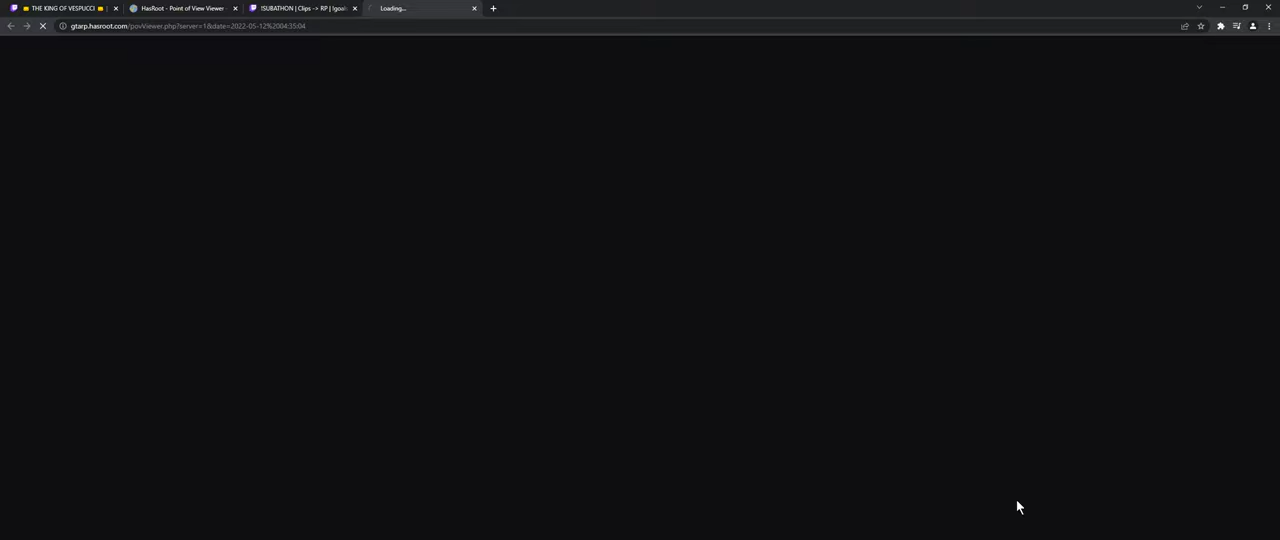 THE KING OF VESPUCCI
HasRoot - Point of View Viewer -
!SUBATHON | Clips -> RP | lgoal
Loading...
gtarp.hasroot.com/povViewer.php?server=1&date=2022-05-12%2004:35:04